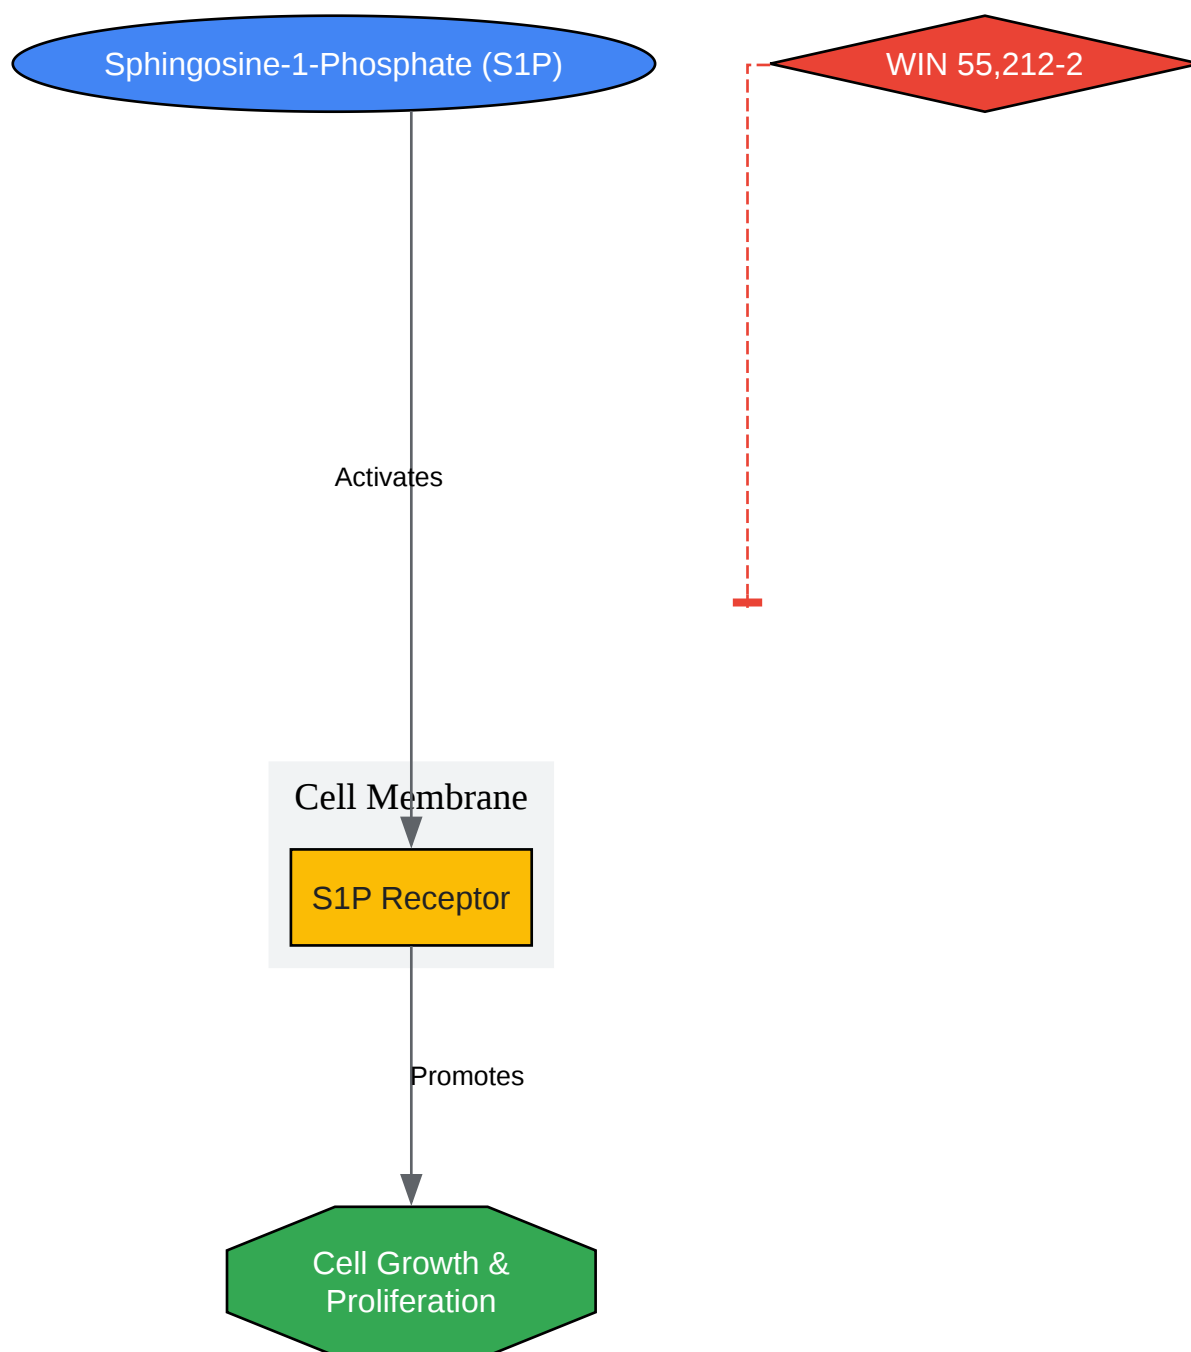 Sphingosine-1-Phosphate (S1P)
WIN 55,212-2
Activates
Cell Membrane
S1P Receptor
Promotes
Cell Growth &
Proliferation